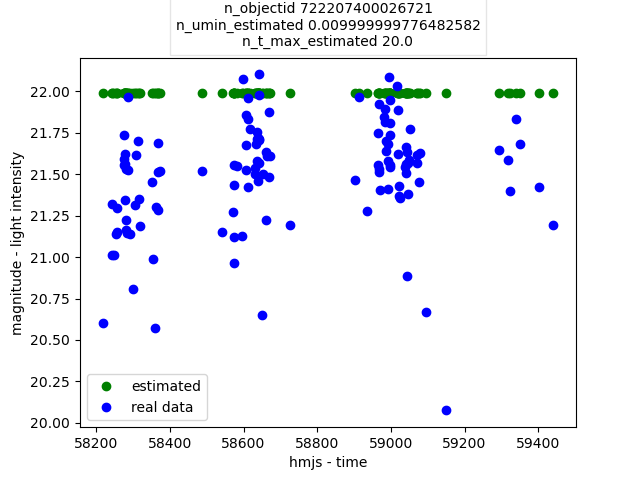 n_objectid 722207400026721
n_umin_estimated 0.009999999776482582
n_t_max_estimated 20.0
magnitude - light intensity
22.00
21.75
21.50
21.25
21.00
20.75
20.50
20.25
20.00
estimated
real data
58200 58400 58600 58800 59000 59200 59400
hmjs - time